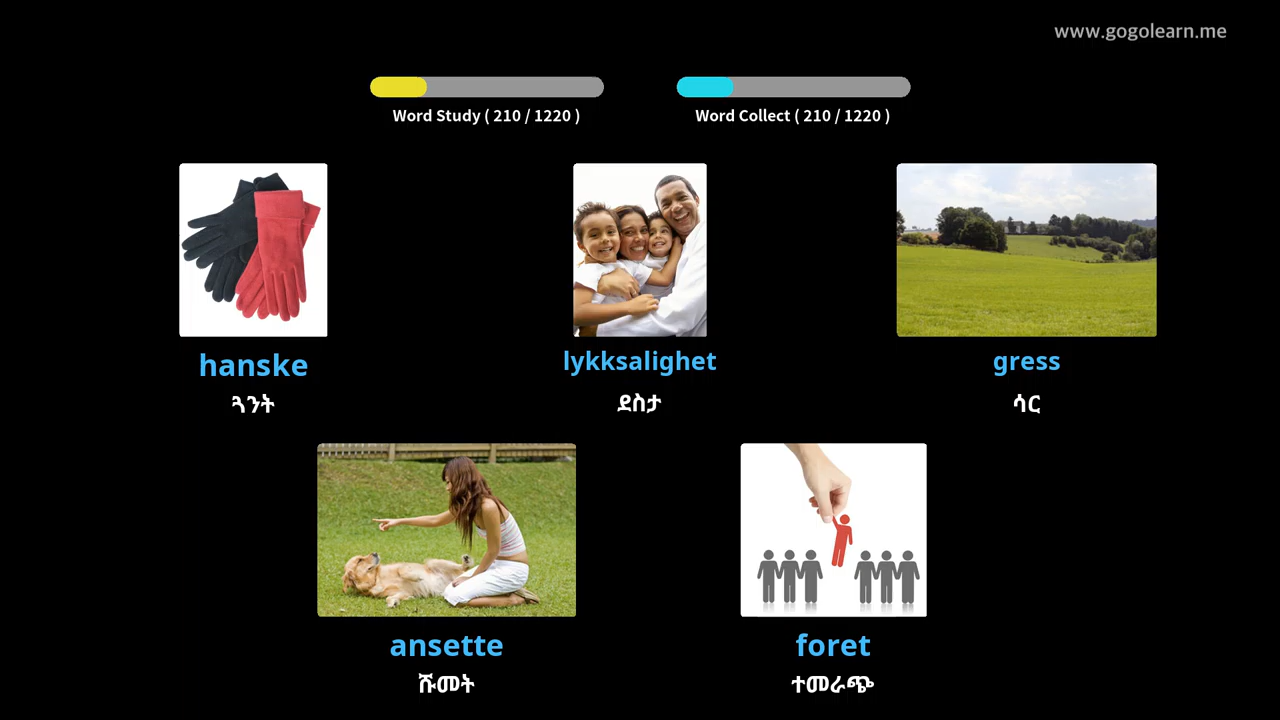 www.gogolearn.me
Word Study ( 210 / 1220 )
Word Collect ( 210 / 1220 )
hanske
ጓንት
lykksalighet
ደስታ
gress
ሳር
ansette
ሹመት
foret
ተመራጭ